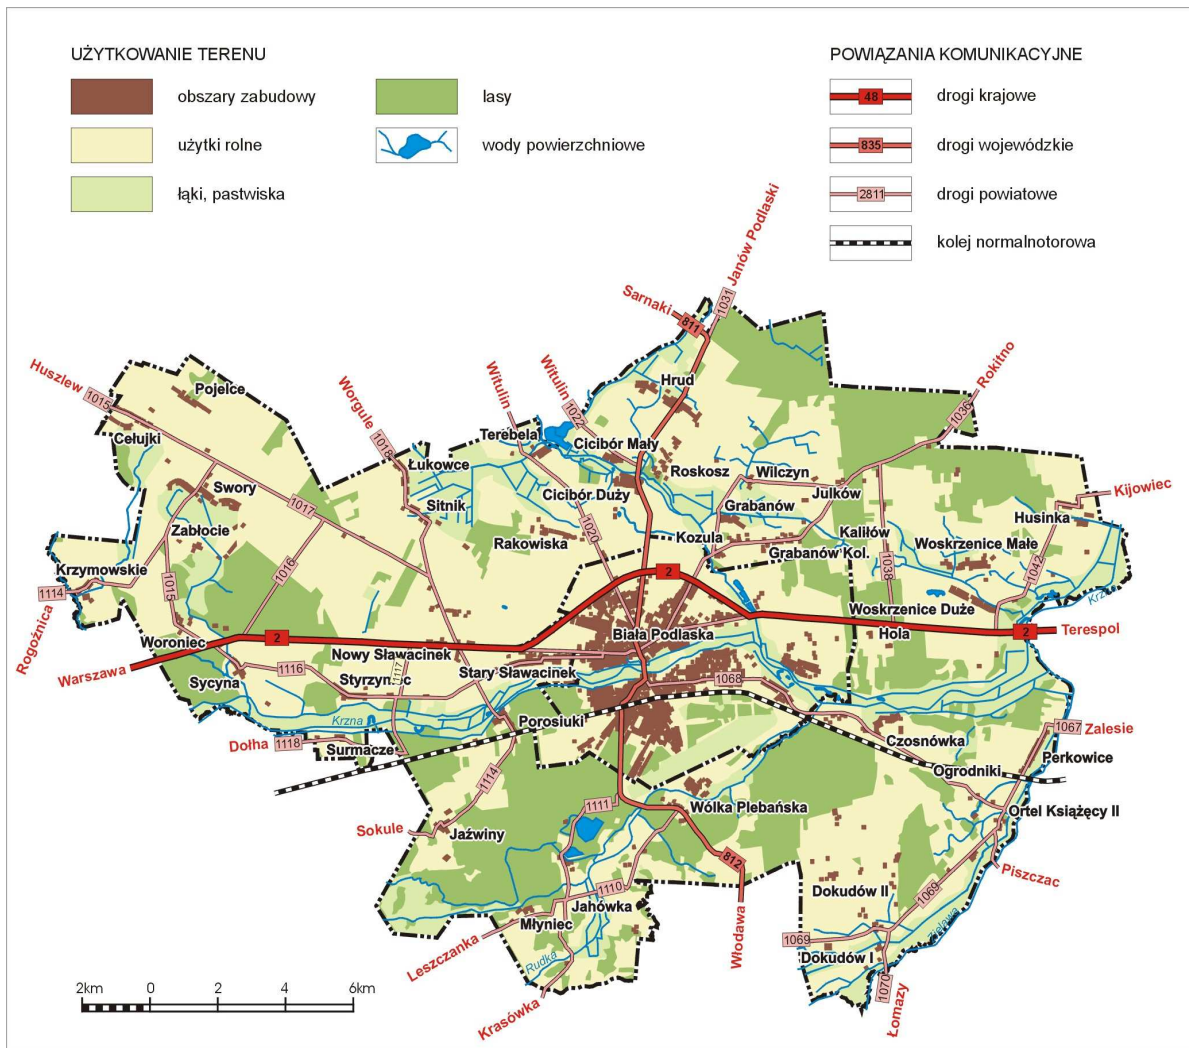 UŻYTKOWANIE TERENU
obszary zabudowy
użytki rolne
łąki, pastwiska
lasy
wody powierzchniowe
POWIĄZANIA KOMUNIKACYJNE
48
drogi krajowe
835
drogi wojewódzkie
2811
drogi powiatowe
kolej normalnotorowa
Janów Podlaski
1031
Sarnaki
811
Hrud
Rokitno
1036
Witulin
Witulin
1022
Huszlew
1015
Pojelce
Worgule
1018
Celujki
Terebela
Cicibór Mały
Łukowce
Roskosz
Wilczyn
Swory
Cicibór Duży
Julków
Kijowiec
1017
Sitnik
Grabanów
Husinka
Zabłocie
1020
Kaliłów
Rakowiska
Kozula
Grabanów Kol.
Woskrzenice Małe
Krzymowskie
1016
1038
1042
1114
1015
2
Rogoźnica
Woskrzenice Duże
Krz
Woroniec
2
Biała Podlaska
Hola
2
Terespol
Warszawa
Nowy Sławacinek
1116
1117
Stary Sławacinek
1068
Sycyna
Styrzyniec
Krzna
Porosiuki
1067
Zalesie
Dołha
1118
Surmacze
Czosnówka
Perkowice
Ogrodniki
1114
1111
Wólka Plebańska
Ortel Książęcy II
Sokule
Jaźwiny
812
Piszczac
1110
Dokudów II
1069
Jahówka
Młyniec
Zielawa
1069
Włodawa
Leszczanka
Rudka
Dokudów I
1070
Krasówka
Łomazy
2km
0
2
4
6km